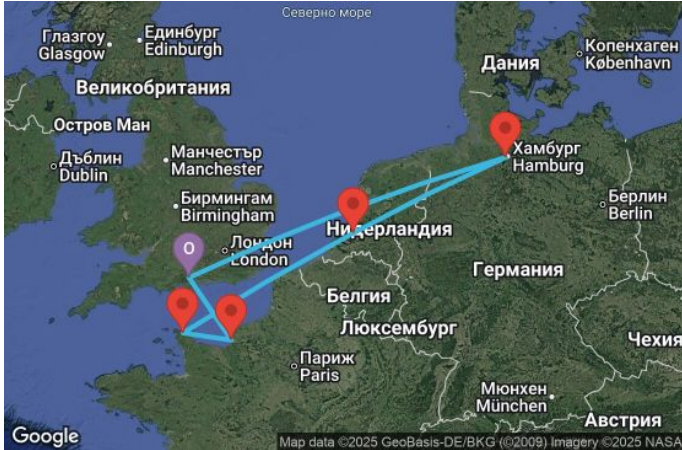 Северно море
Глазгоу
Glasgow
Единбург
Edinburgh
Копенхаген
København
Дания
Великобритания
Остров Ман
Дъблин
Dublin
Манчестър
Manchester
Хамбург
Hamburg
Бирмингам
Birmingham
Берлин
Berlin
O
Лондон
London
Нидерландия
Германия
Белгия
Люксембург
Чехия
Париж
Paris
Мюнхен
München
Австрия
Google
Map data ©2025 GeoBasis-DE/BKG (©2009) Imagery ©2025 NASA